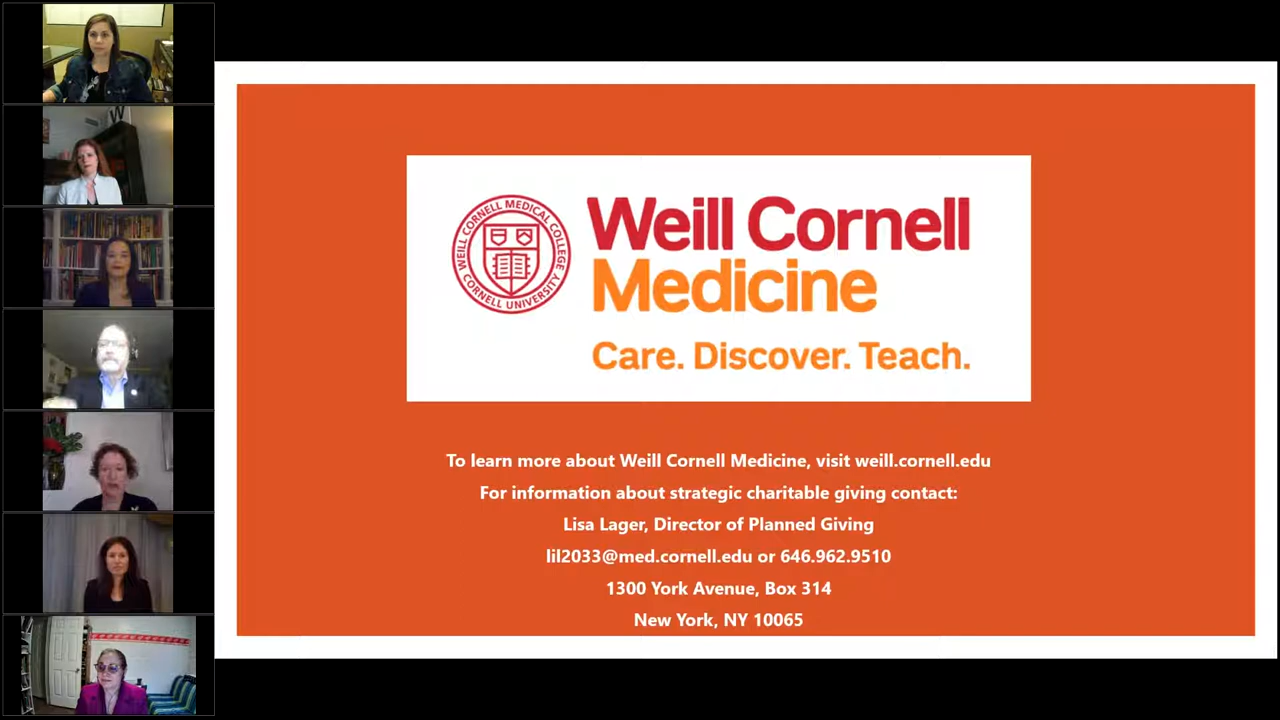 WEILL CORNELL MEDICAL COLLEGE
CORNELL UNIVERSITY
Weill Cornell
Medicine
Care. Discover. Teach.
To learn more about Weill Cornell Medicine, visit weill.cornell.edu
For information about strategic charitable giving contact:
Lisa Lager, Director of Planned Giving
lil2033@med.cornell.edu or 646.962.9510
1300 York Avenue, Box 314
New York, NY 10065
W